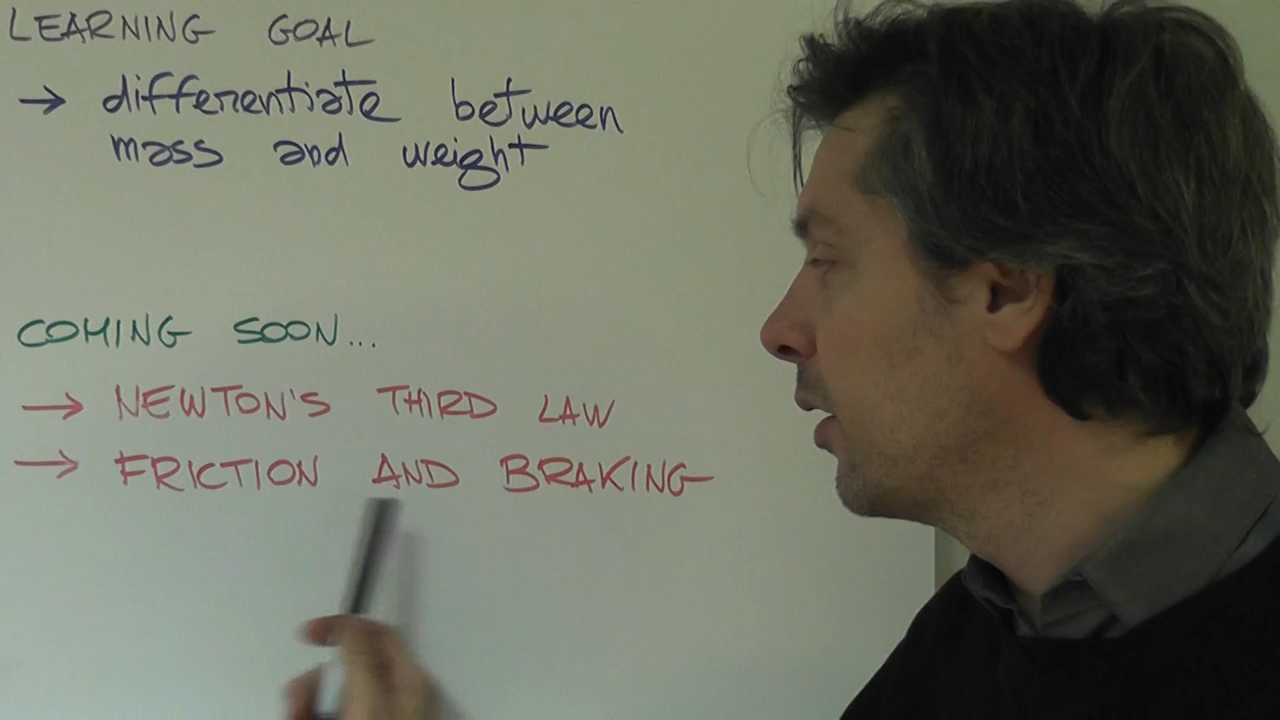 LEARNING GOAL
→ differentiate between
mass and weight
COMING SOON...
→ NEWTON'S THIRD LAW
→ FRICTION AND BRAKING